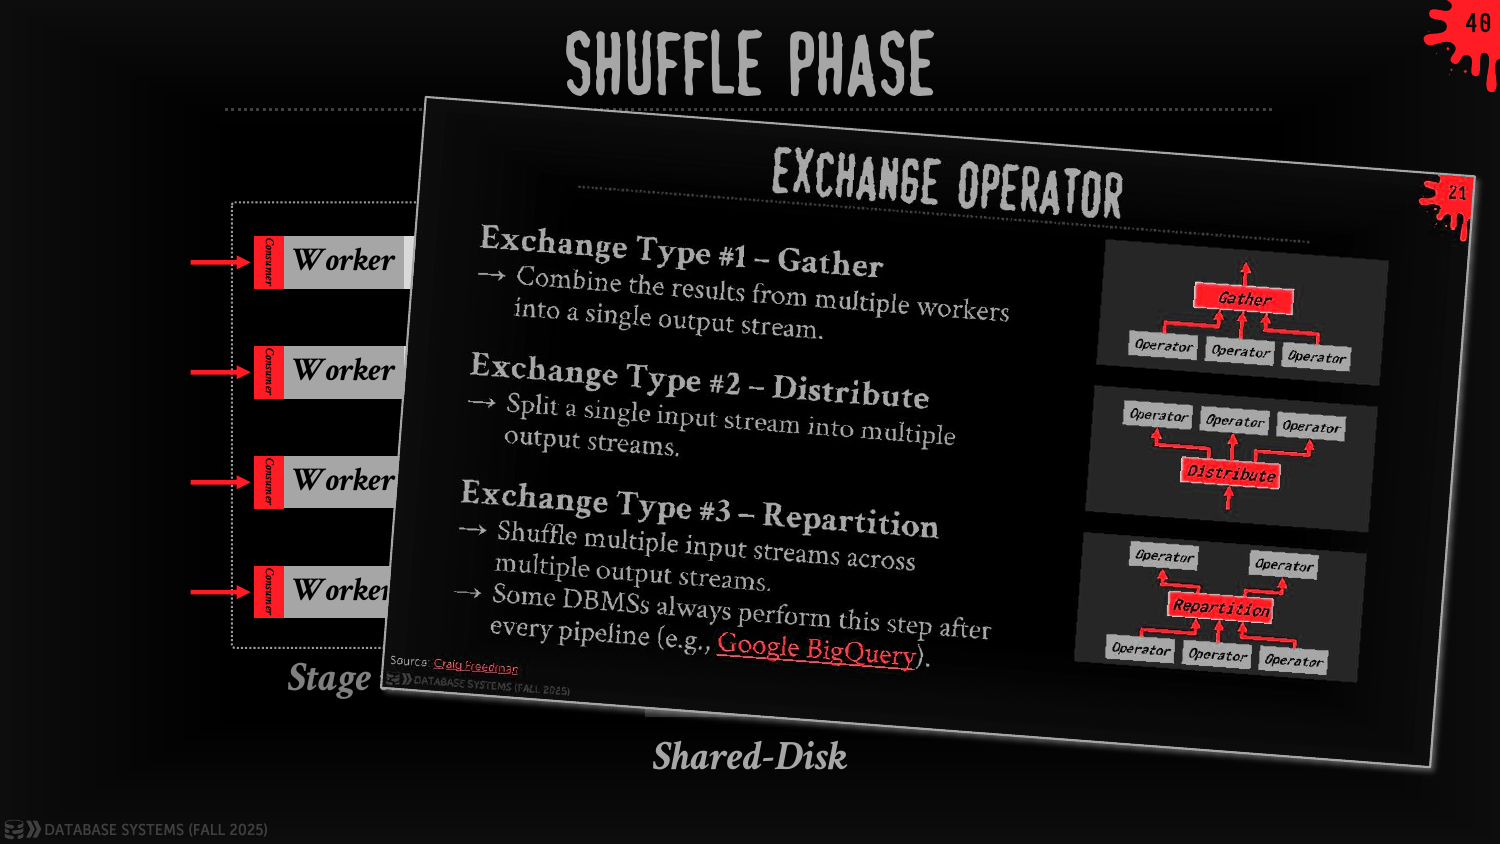 SHUFFLE PHASE
40
Consumer
Worker
Consumer
Worker
Consumer
Worker
Consumer
Worker
Stage
Shared-Disk
DATABASE SYSTEMS (FALL 2025)
EXCHANGE OPERATOR
21
Exchange Type #1 – Gather
→ Combine the results from multiple workers
into a single output stream.
Exchange Type #2 – Distribute
→ Split a single input stream into multiple
output streams.
Exchange Type #3 – Repartition
→ Shuffle multiple input streams across
multiple output streams.
→ Some DBMSs always perform this step after
every pipeline (e.g., Google BigQuery).
Gather
Operator Operator Operator
Operator Operator Operator
Distribute
Operator Operator
Repartition
Operator Operator Operator
Source: Craig Freedman
DATABASE SYSTEMS (FALL 2025)